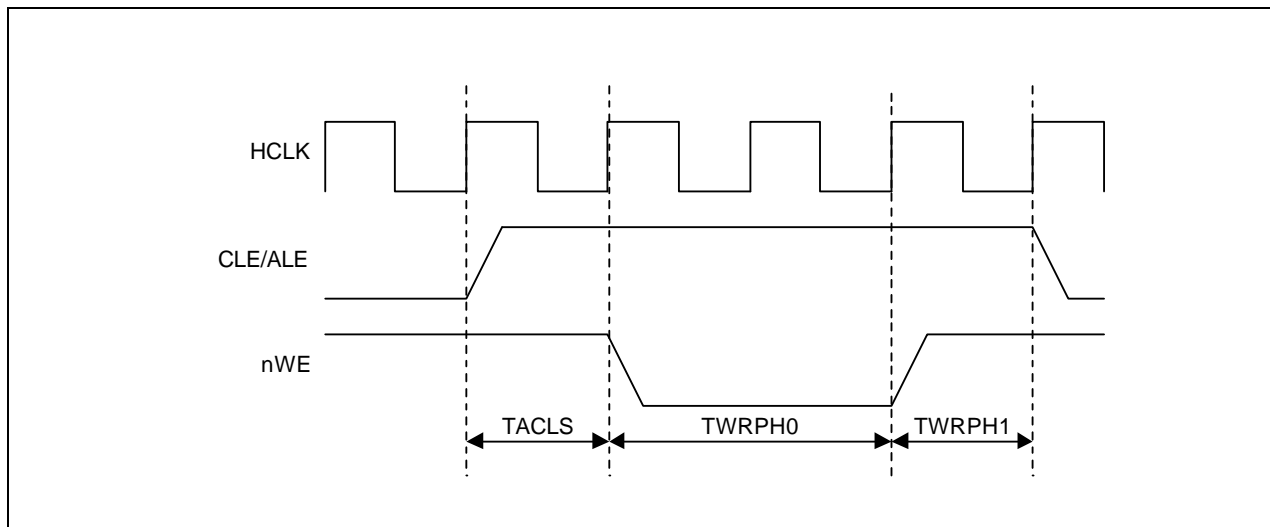 HCLK
CLE/ALE
nWE
TACLS
TWRPH0
TWRPH1